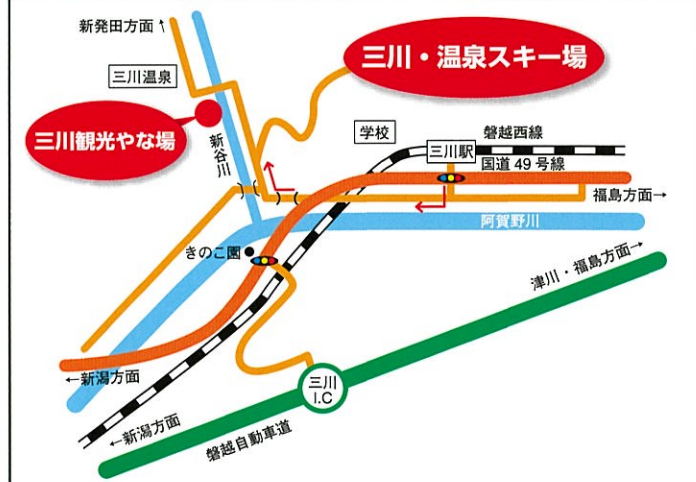 新発田方面↑
三川温泉
三川・温泉スキー場
三川観光やな場
新谷川
学校
磐越西線
三川駅
国道49号線
福島方面→
阿賀野川
きのこ園
津川・福島方面→
←新潟方面
三川
I.C
←新潟方面
磐越自動車道